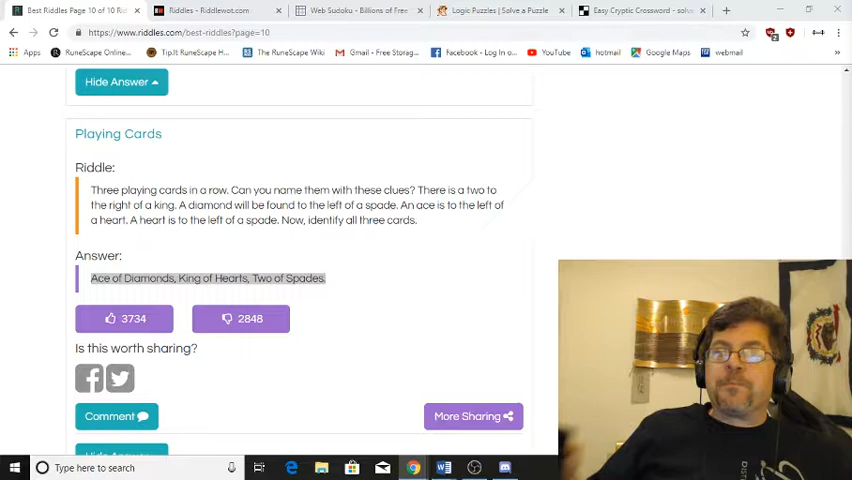 Best Riddles Page 10 of 10 Rid
Riddles - Riddlewot.com
Web Sudoku - Billions of Free
Logic Puzzles | Solve a Puzzle
Easy Cryptic Crossword - solve
https://www.riddles.com/best-riddles?page=10
Apps
RuneScape Online...
Tip.It RuneScape H...
The RuneScape Wiki
Gmail - Free Storag...
Facebook - Log In o...
YouTube
hotmail
Google Maps
webmail
Hide Answer
Playing Cards
Riddle:
Three playing cards in a row. Can you name them with these clues? There is a two to
the right of a king. A diamond will be found to the left of a spade. An ace is to the left of
a heart. A heart is to the left of a spade. Now, identify all three cards.
Answer:
Ace of Diamonds, King of Hearts, Two of Spades.
3734
2848
Is this worth sharing?
Comment
More Sharing
Hide Answer
Type here to search